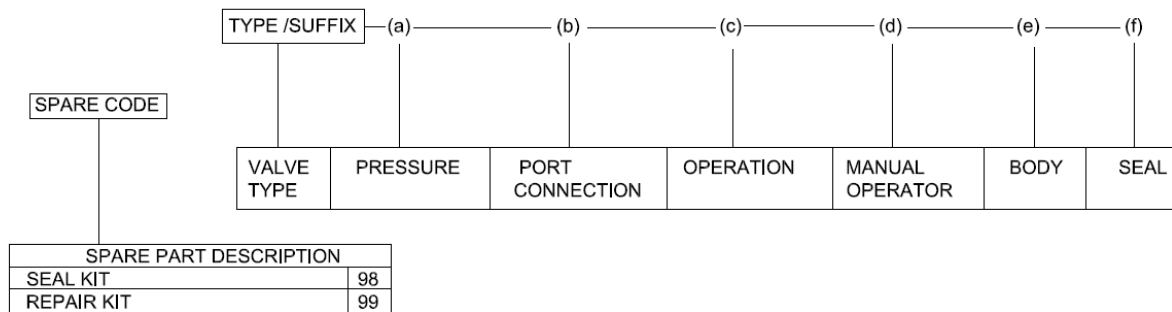 TYPE /SUFFIX (a) (b) (c) (d) (e) (f)
SPARE CODE
VALVE TYPE PRESSURE PORT CONNECTION OPERATION MANUAL OPERATOR BODY SEAL
SPARE PART DESCRIPTION
SEAL KIT 98
REPAIR KIT 99